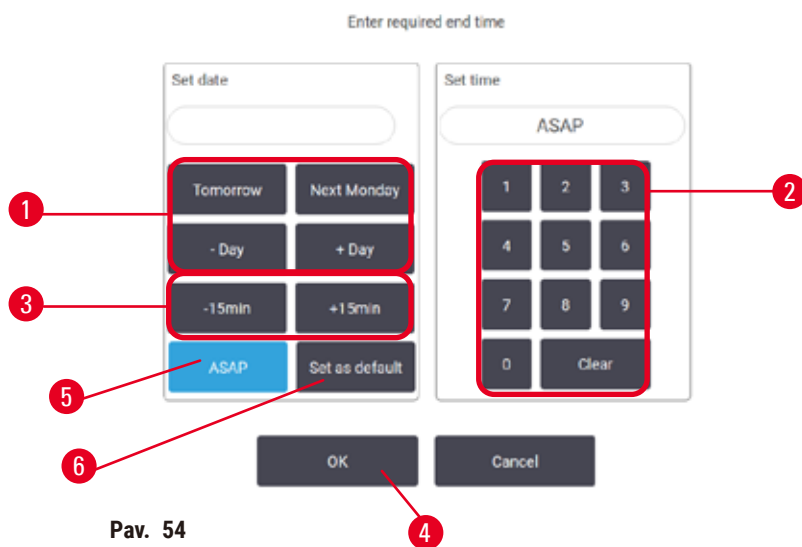 Enter required end time
Set date
Set time
ASAP
Tomorrow
Next Monday
- Day
+ Day
-15min
+15min
ASAP
Set as default
1
2
3
4
5
6
7
8
9
0
Clear
OK
Cancel
1
2
3
5
6
4
Pav. 54